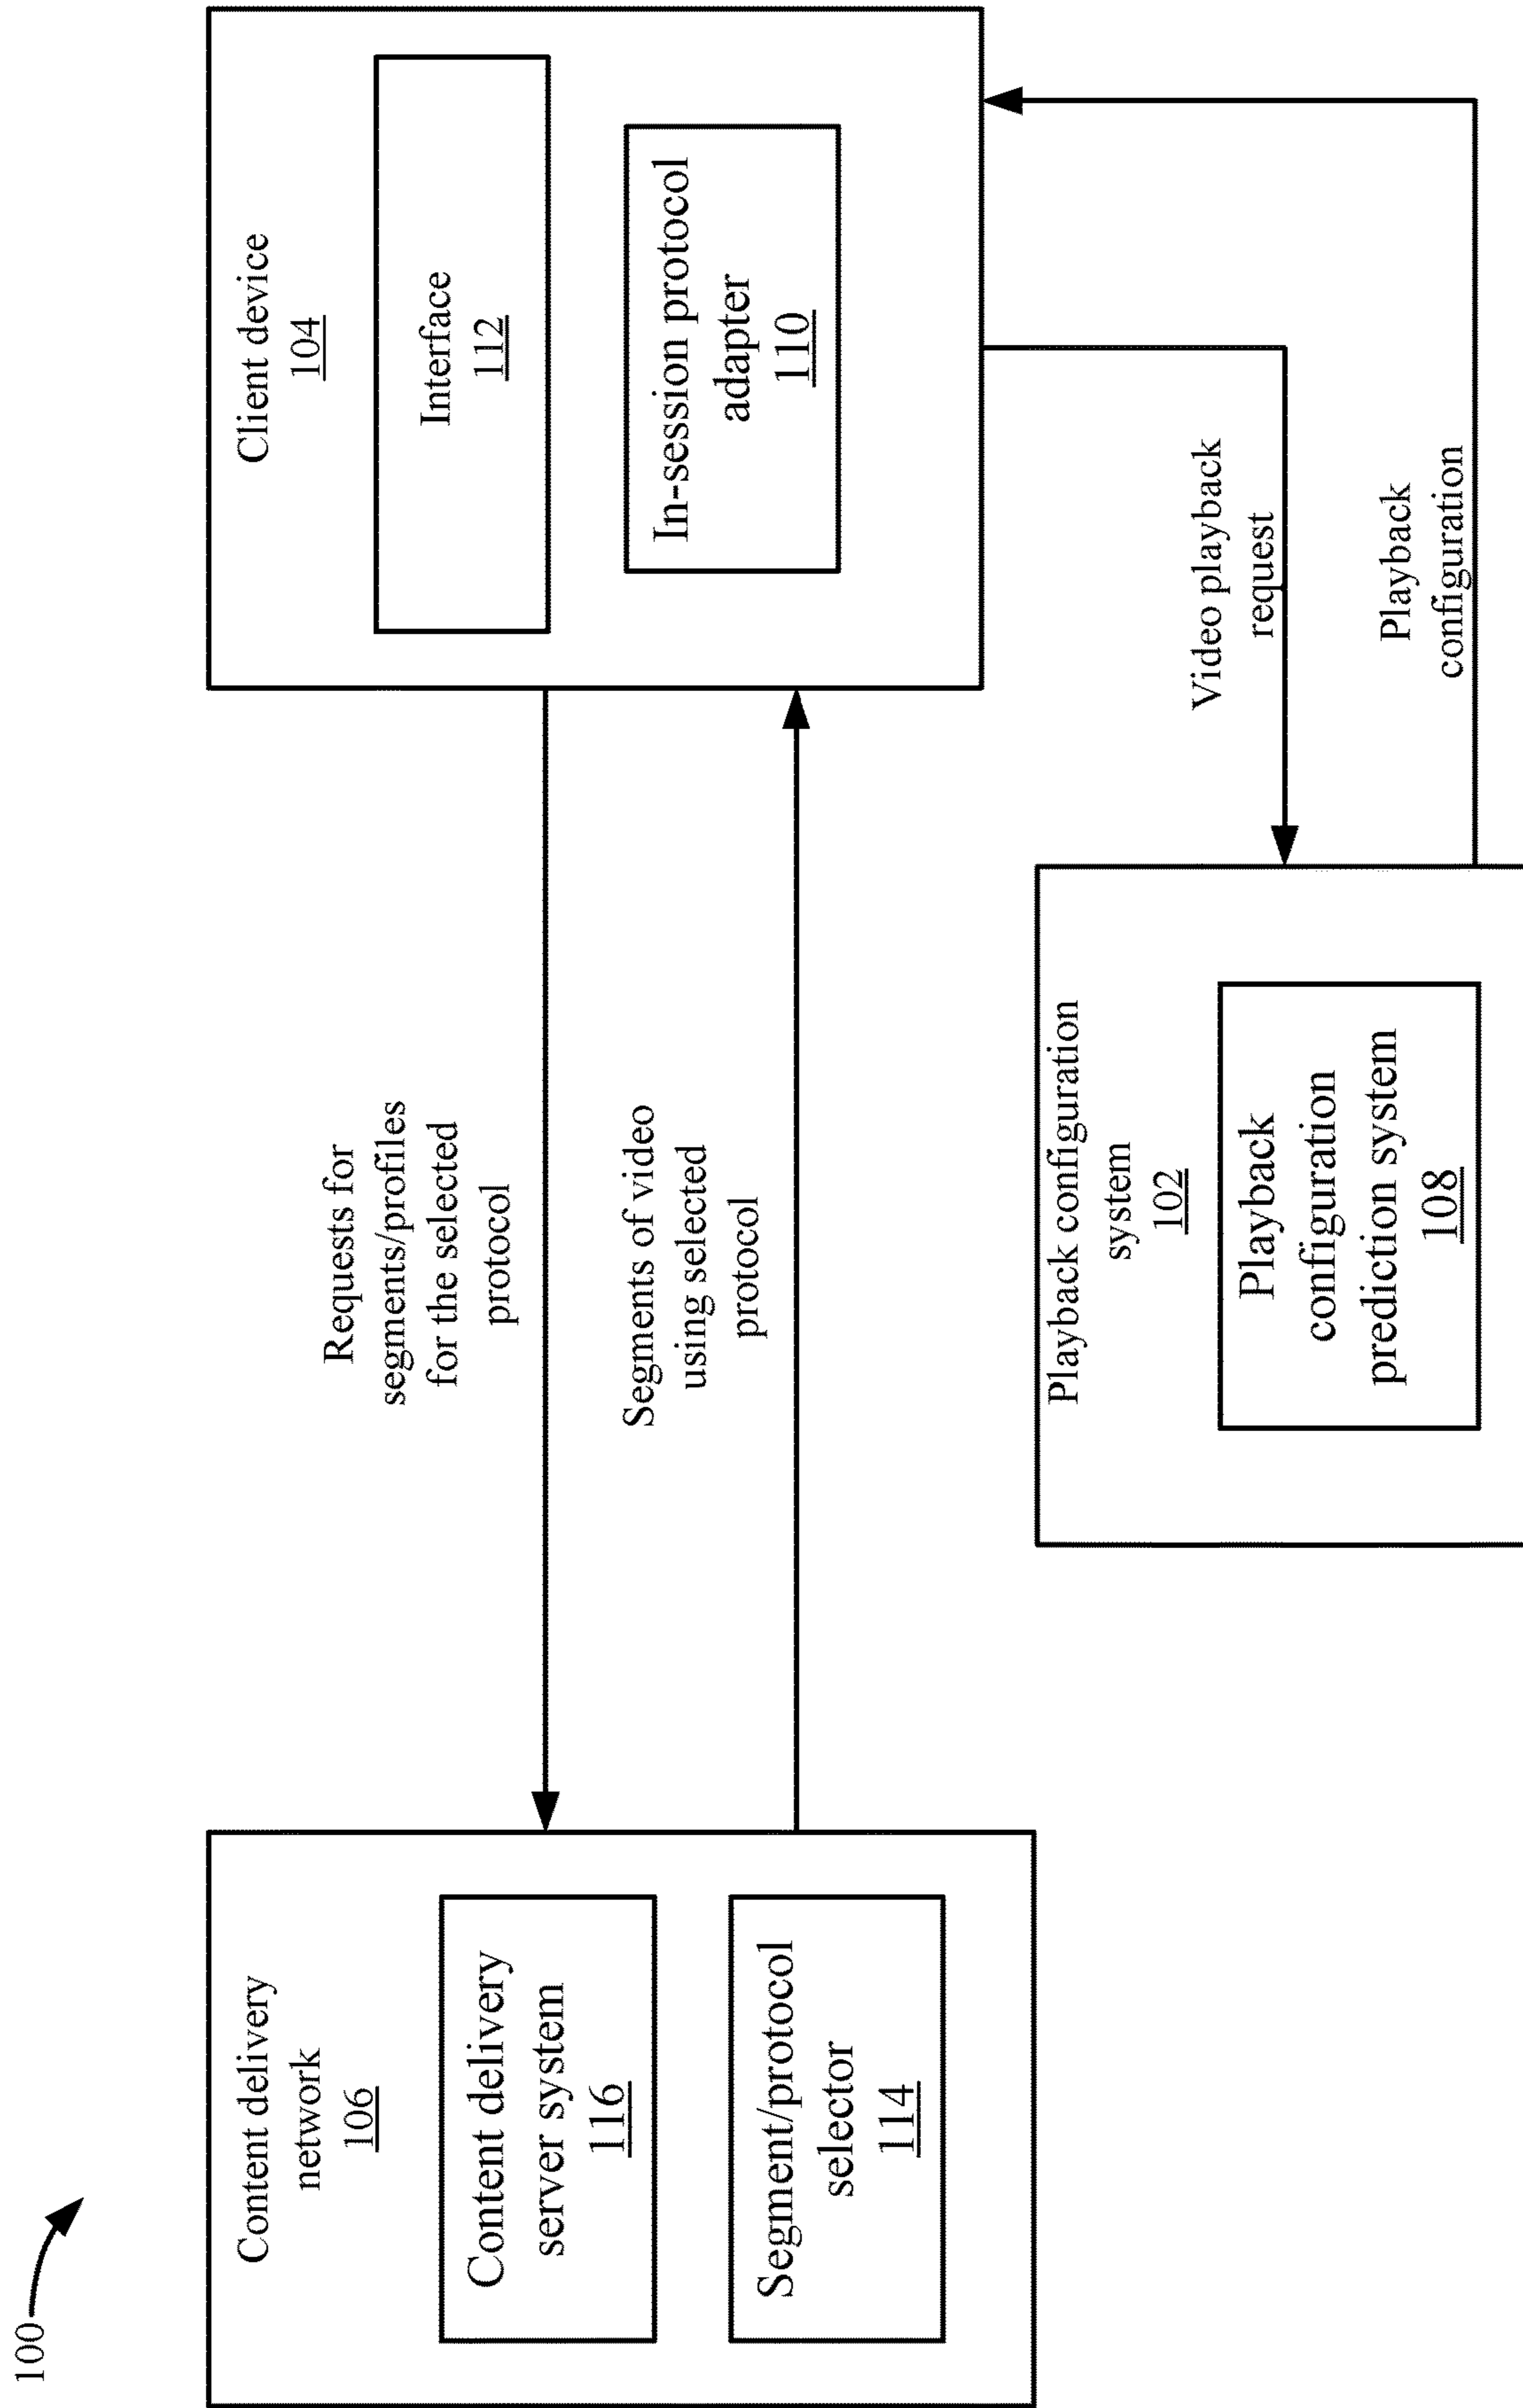 100
Content delivery
network
106
Content delivery
server system
116
Segment/protocol
selector
114
Requests for
segments/profiles
for the selected
protocol
Segments of video
using selected
protocol
Client device
104
Interface
112
In-session protocol
adapter
110
Video playback
request
Playback
configuration
Playback configuration
system
102
Playback
configuration
prediction system
108